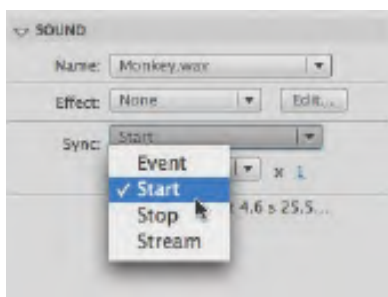 SOUND
Name: Monkey.wav
Effect: None Edit...
Sync: Start
Event
✓ Start x 1
Stop 4.6 s 25.5...
Stream